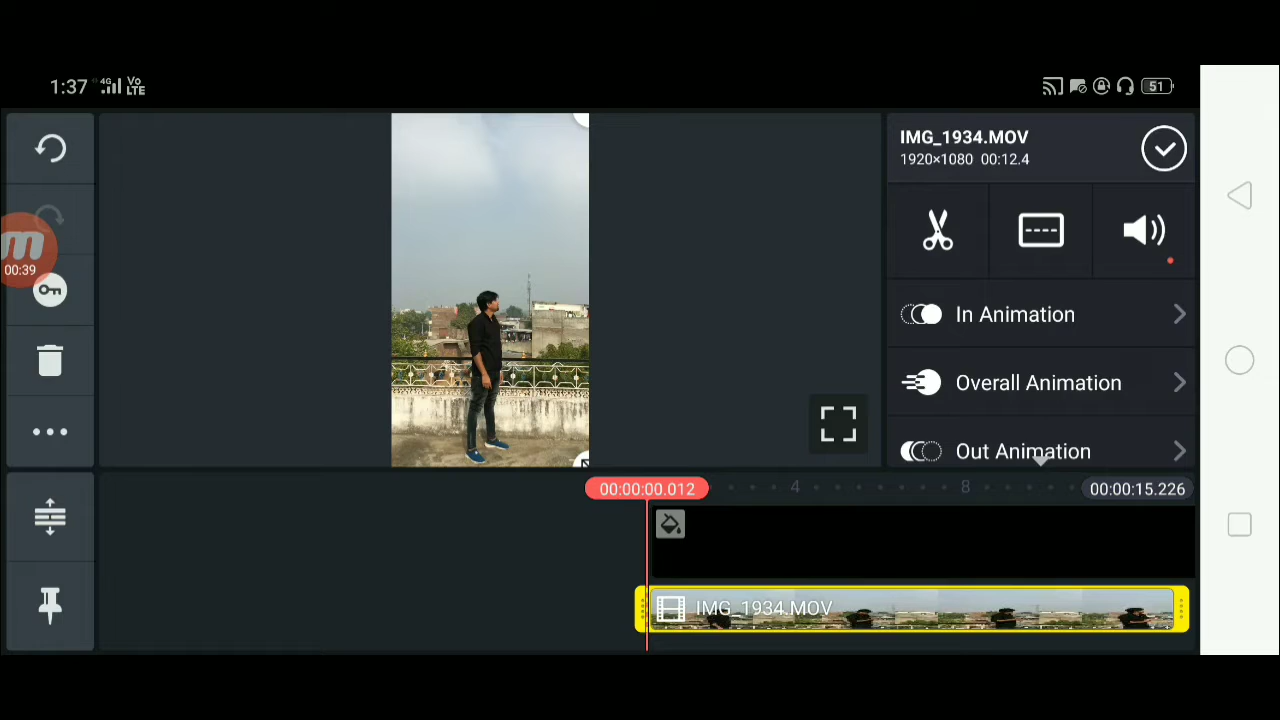 1:37 4G Vo LTE 51
IMG_1934.MOV
1920×1080 00:12.4
m
00:39
In Animation
Overall Animation
Out Animation
00:00:00.012 4 8 00:00:15.226
IMG_1934.MOV